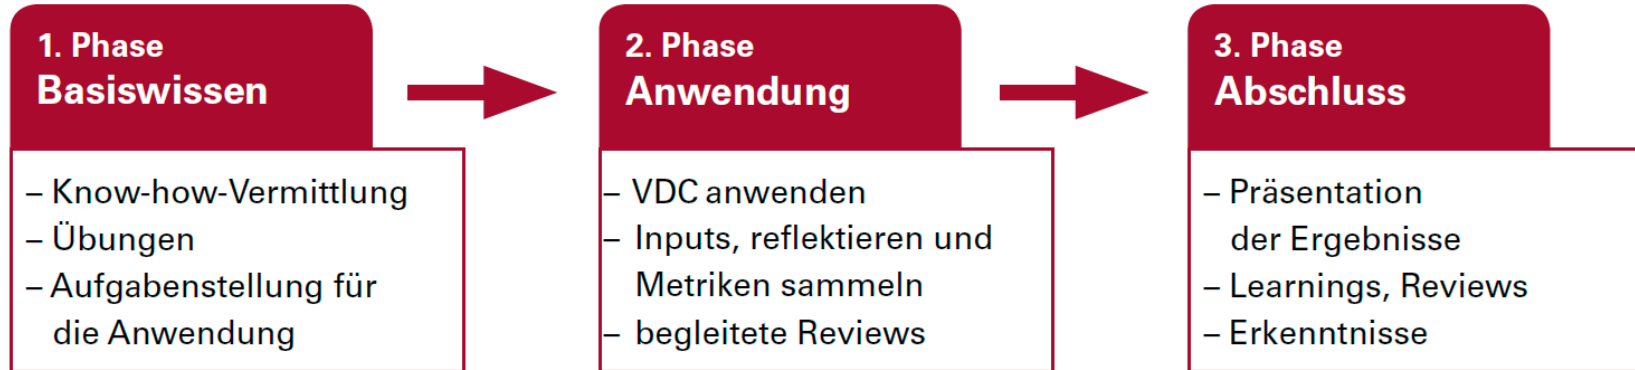 1. Phase
Basiswissen
– Know-how-Vermittlung
– Übungen
– Aufgabenstellung für
die Anwendung
2. Phase
Anwendung
– VDC anwenden
– Inputs, reflektieren und
Metriken sammeln
– begleitete Reviews
3. Phase
Abschluss
– Präsentation
der Ergebnisse
– Learnings, Reviews
– Erkenntnisse